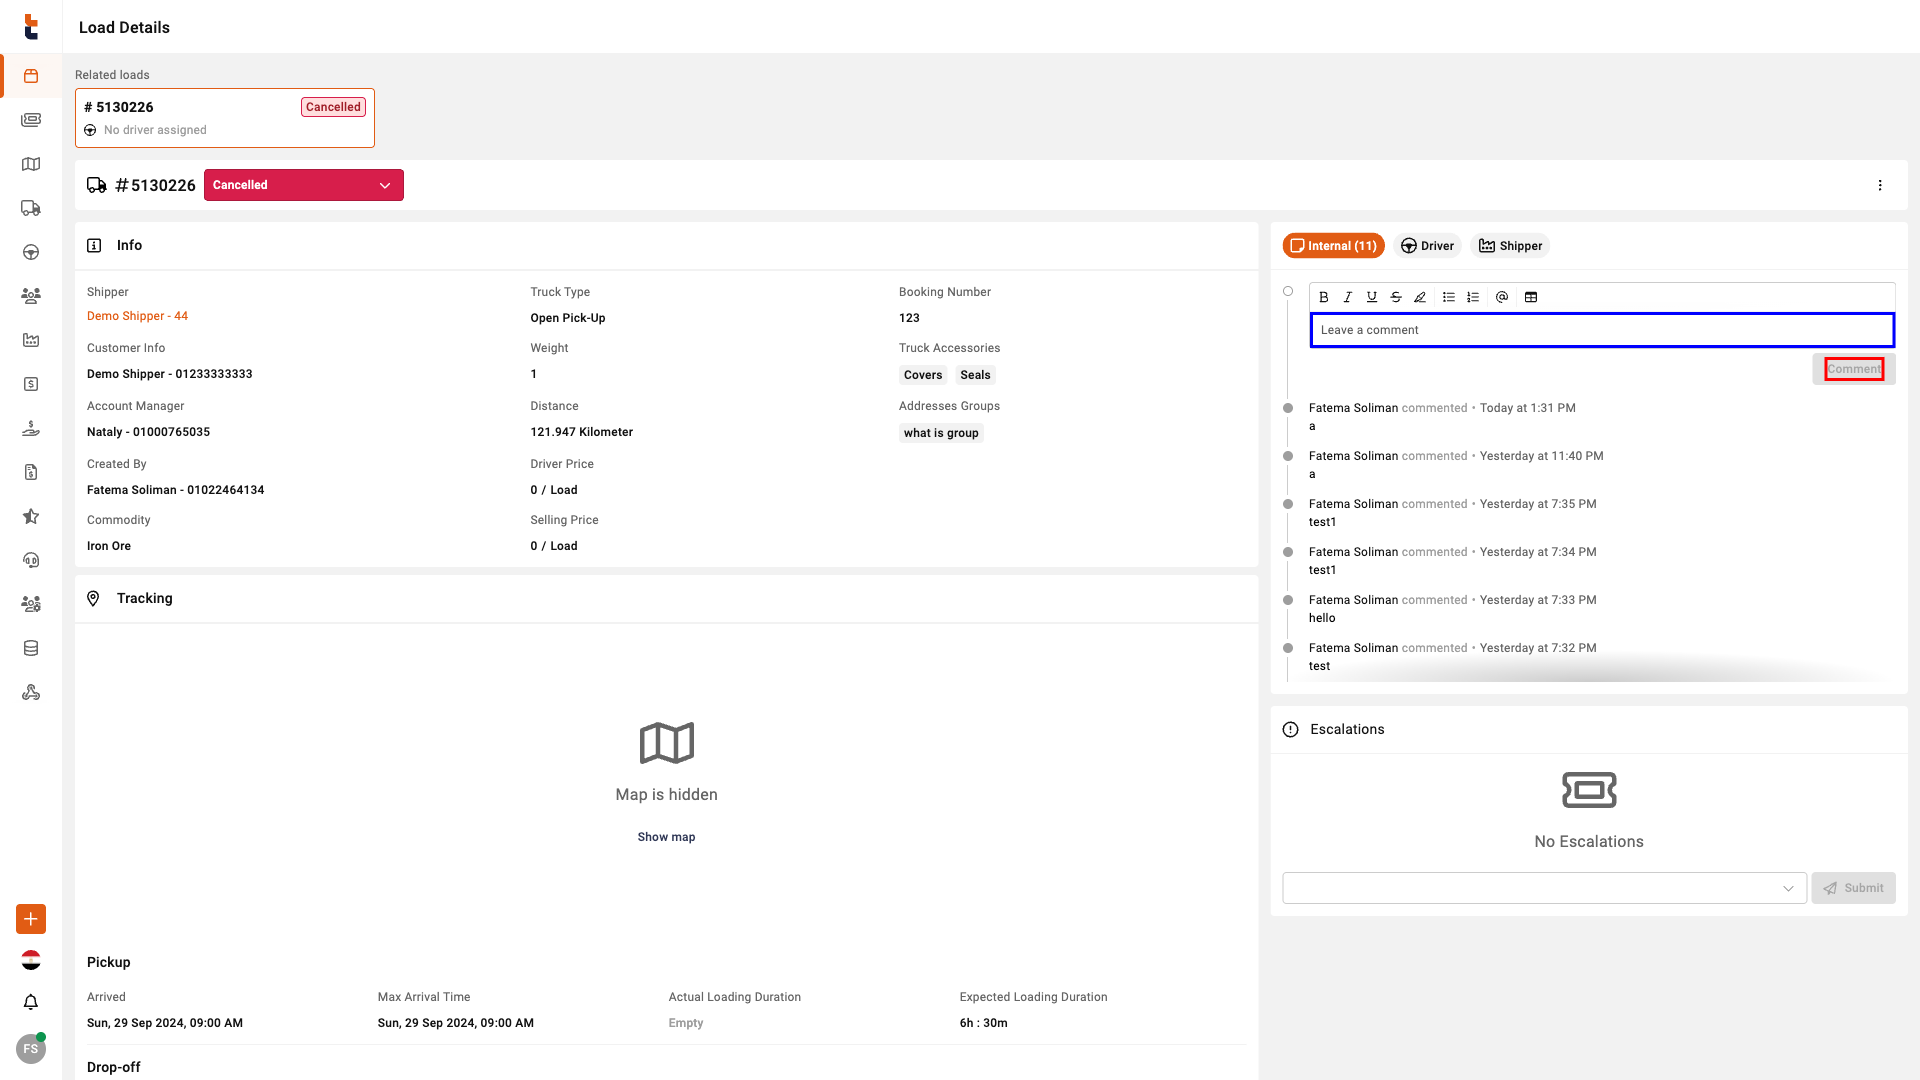 Load Details
Related loads
# 5130226
Cancelled
No driver assigned
#5130226
Cancelled
Info
Shipper
Demo Shipper - 44
Customer Info
Demo Shipper - 01233333333
Account Manager
Nataly - 01000765035
Created By
Fatema Soliman - 01022464134
Commodity
Iron Ore
Truck Type
Open Pick-Up
Weight
1
Distance
121.947 Kilometer
Driver Price
0 / Load
Selling Price
0 / Load
Booking Number
123
Truck Accessories
Covers Seals
Addresses Groups
what is group
Tracking
Map is hidden
Show map
Pickup
Arrived
Sun, 29 Sep 2024, 09:00 AM
Max Arrival Time
Sun, 29 Sep 2024, 09:00 AM
Actual Loading Duration
Empty
Expected Loading Duration
6h : 30m
Drop-off
Internal (11) Driver Shipper
B I U S @
Leave a comment
Comment
Fatema Soliman commented • Today at 1:31 PM
a
Fatema Soliman commented • Yesterday at 11:40 PM
a
Fatema Soliman commented • Yesterday at 7:35 PM
test1
Fatema Soliman commented • Yesterday at 7:34 PM
test1
Fatema Soliman commented • Yesterday at 7:33 PM
hello
Fatema Soliman commented • Yesterday at 7:32 PM
test
Escalations
No Escalations
Submit
FS